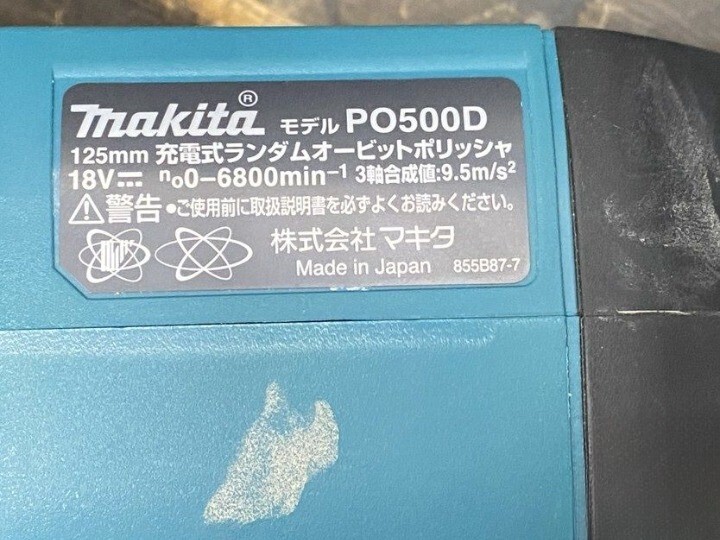 makita® モデル PO500D
125mm 充電式ランダムオービットポリッシャ
18V⎓ n₀0-6800min⁻¹ 3軸合成値:9.5m/s²
⚠警告 •ご使用前に取扱説明書を必ずよくお読みください。
株式会社 マキタ
Made in Japan 855B87-7